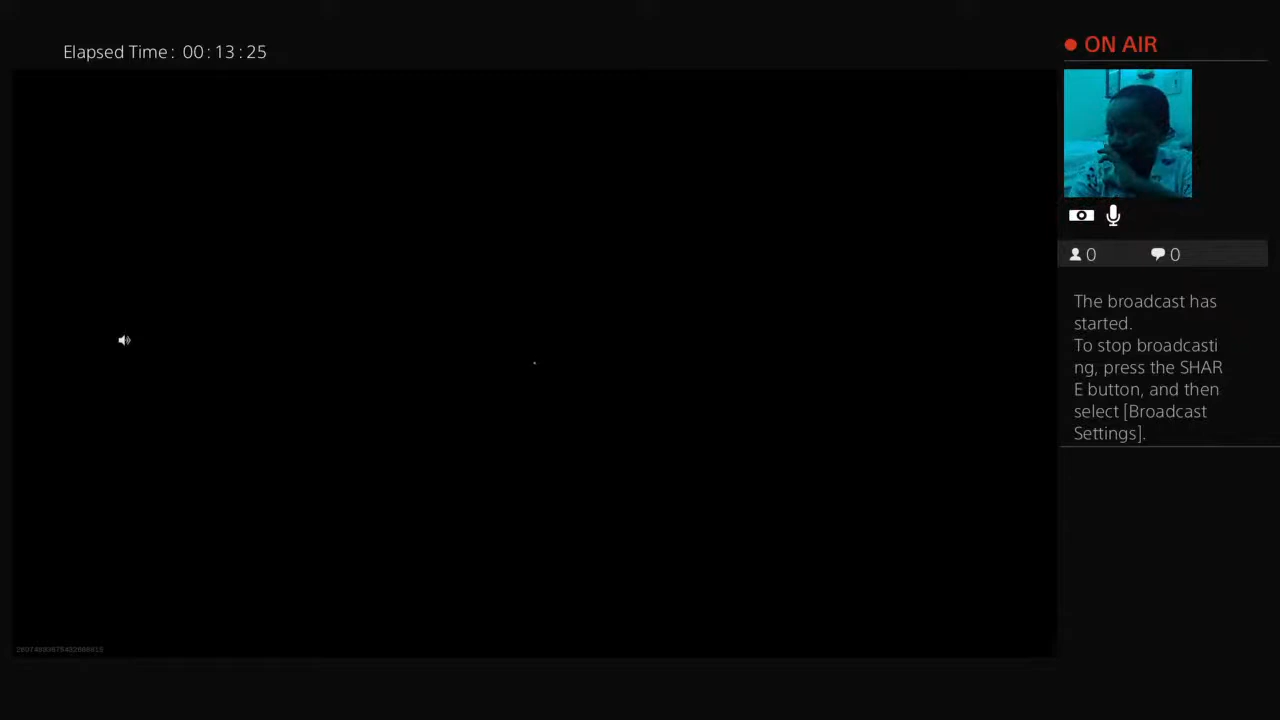 Elapsed Time: 00:13:25
ON AIR
0 0
The broadcast has
started.
To stop broadcasti
ng, press the SHAR
E button, and then
select [Broadcast
Settings].